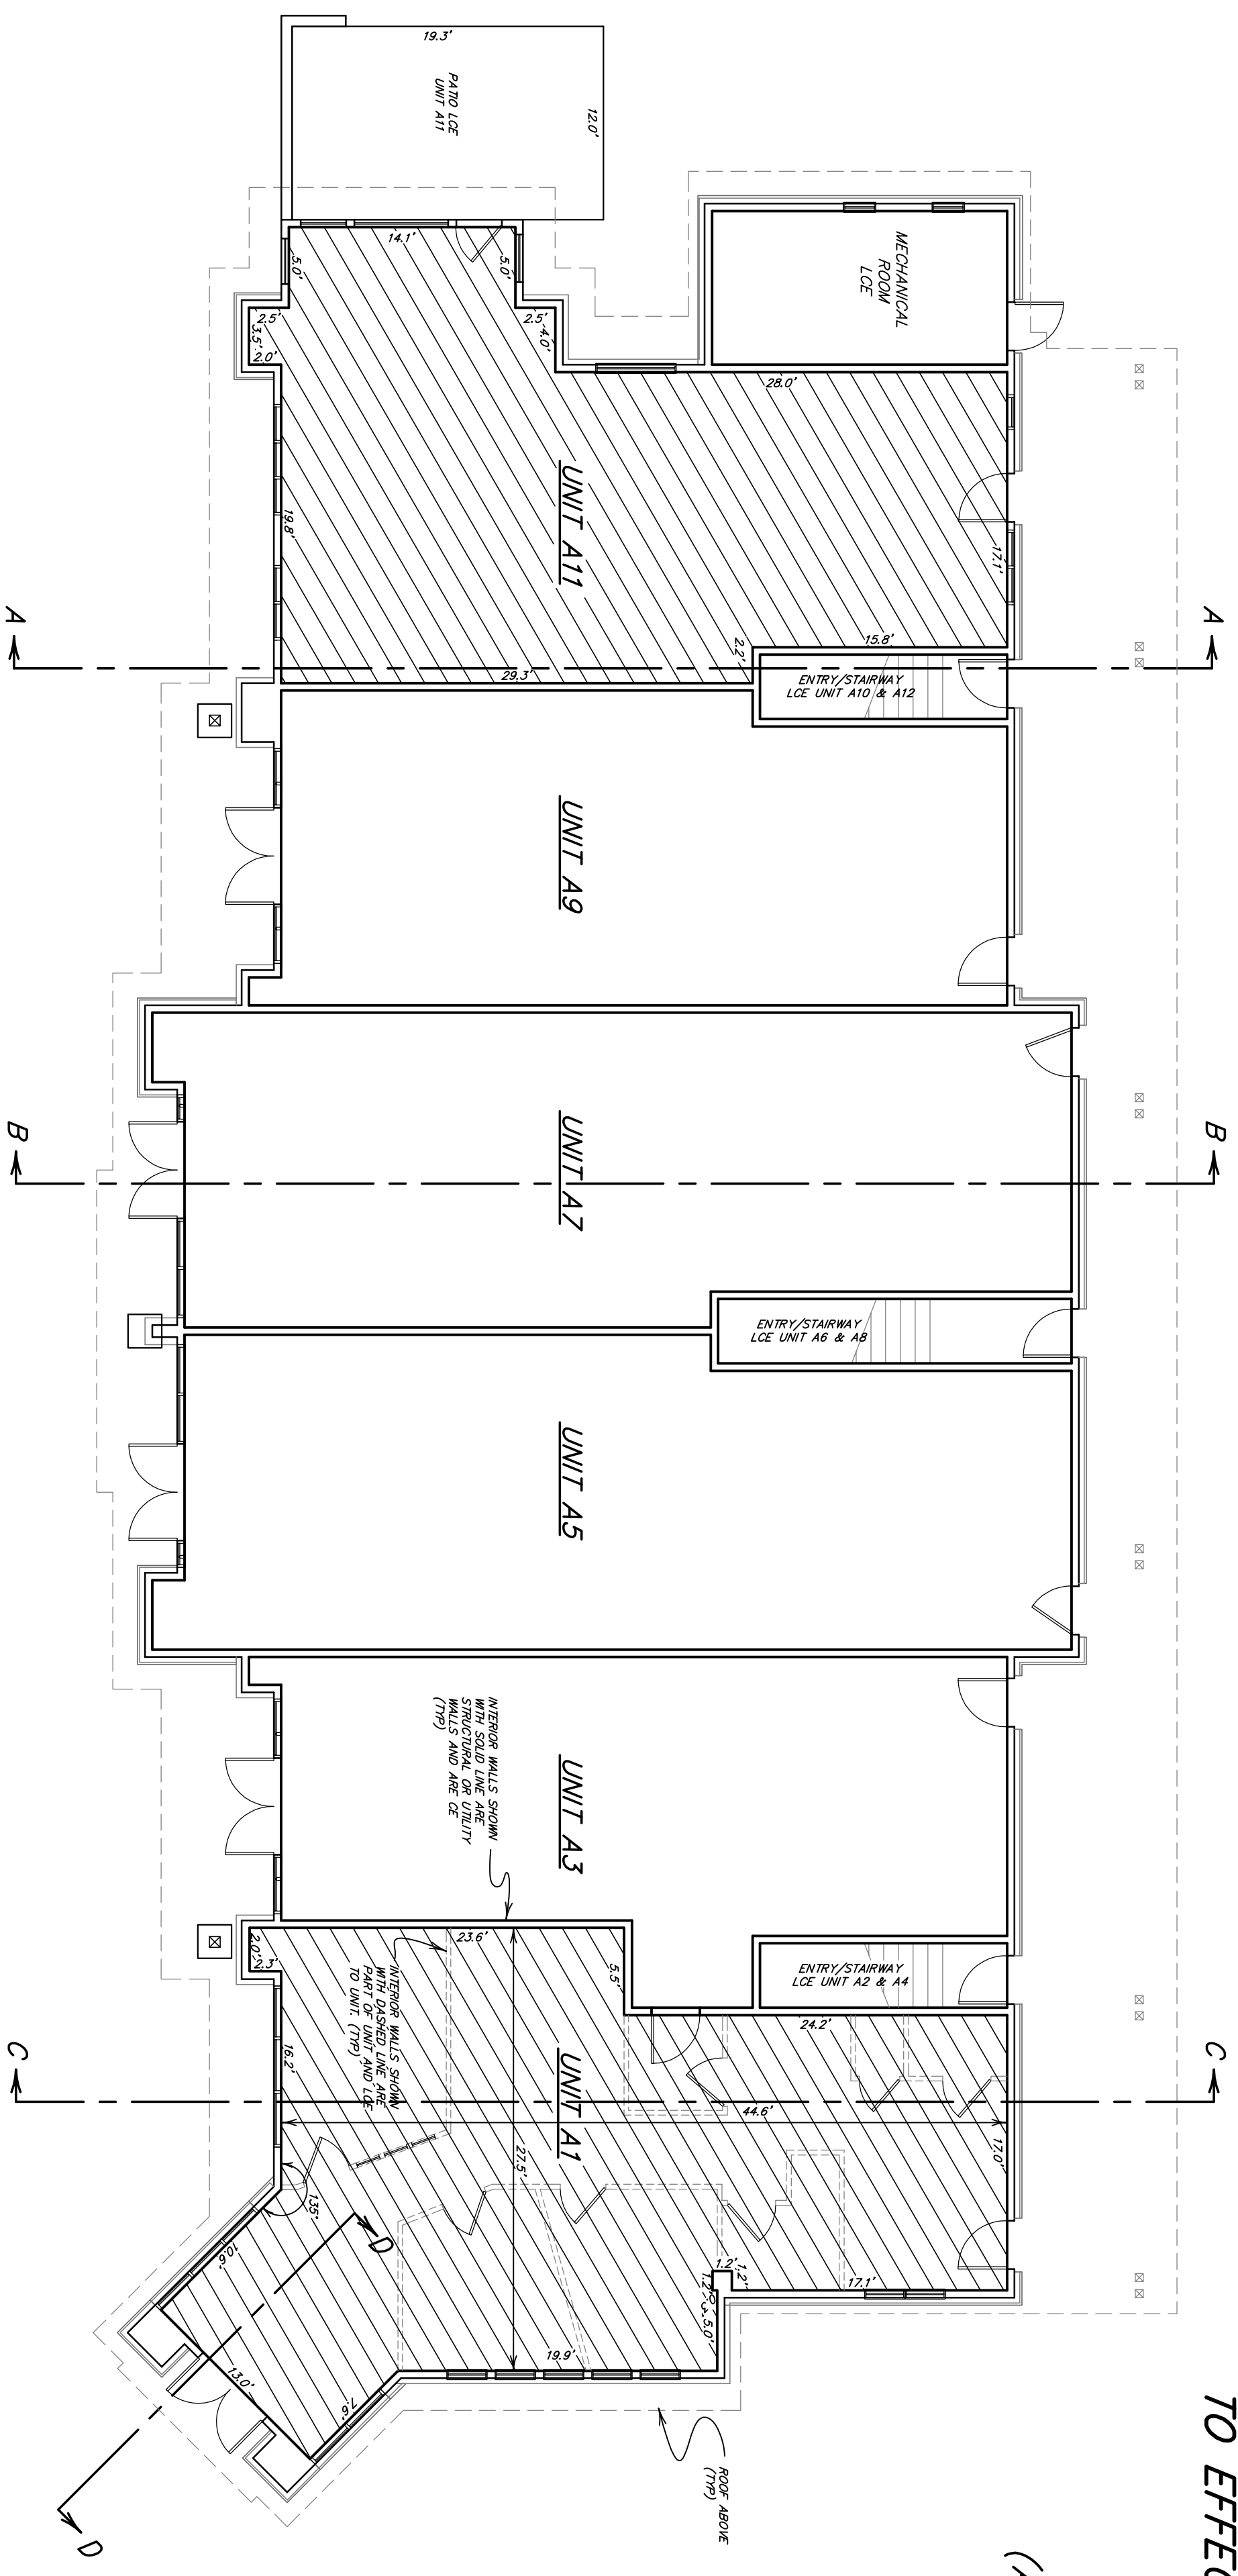 TO EFFEC
(A
19.3'
PATIO LCE
UNIT A11
12.0'
MECHANICAL
ROOM
LCE
14.1'
5.0'
5.0'
2.5'
3.5'
2.0'
2.5'
4.0'
28.0'
UNIT A11
19.8'
17.1'
15.8'
2.2'
29.3'
ENTRY/STAIRWAY
LCE UNIT A10 & A12
A
A
UNIT A9
UNIT A7
B
B
ENTRY/STAIRWAY
LCE UNIT A6 & A8
UNIT A5
UNIT A3
INTERIOR WALLS SHOWN
WITH SOLID LINE ARE
STRUCTURAL OR UTILITY
WALLS AND ARE CE
(TYP)
ENTRY/STAIRWAY
LCE UNIT A2 & A4
23.6'
2.0'
2.3'
5.5'
24.2'
INTERIOR WALLS SHOWN
WITH DASHED LINE ARE
PART OF UNIT AND LCE
TO UNIT. (TYP)
16.2'
UNIT A1
44.6'
17.0'
27.5'
C
C
135°
10.6'
D
D
13.0'
7.6'
19.9'
1.2'
1.2'
1.2'
5.0'
17.1'
ROOF ABOVE
(TYP)